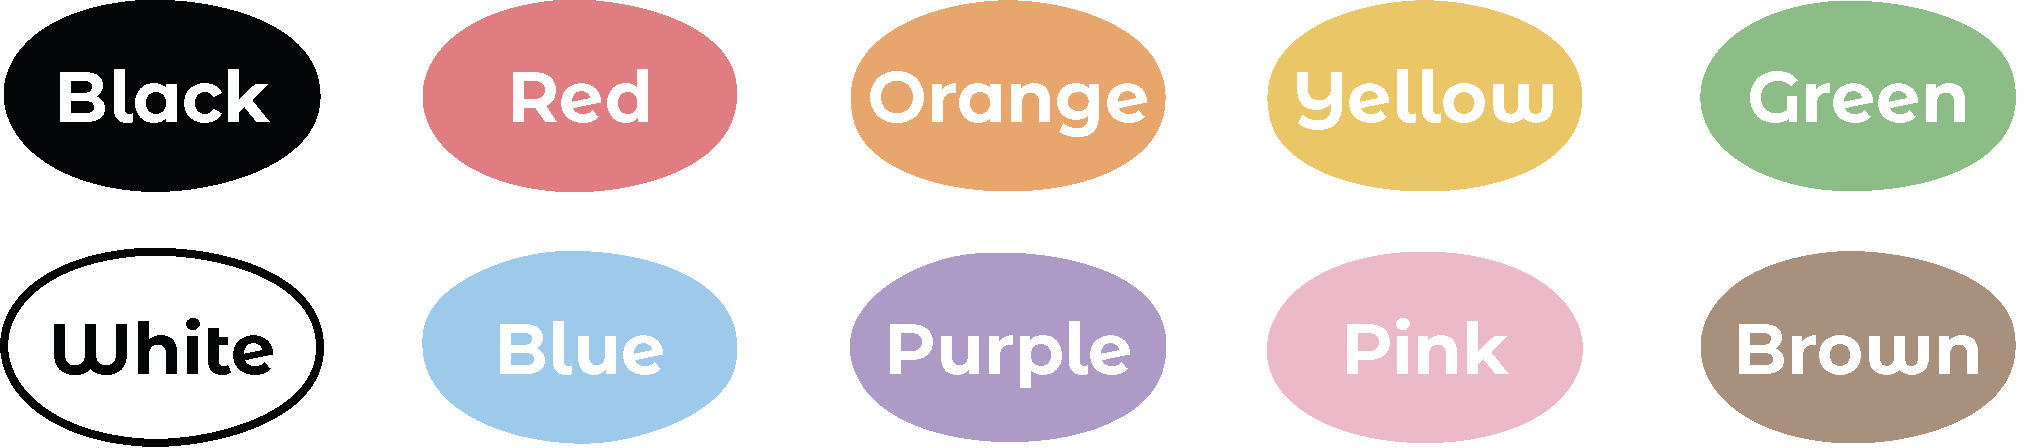 Black Red Orange Yellow Green
White Blue Purple Pink Brown